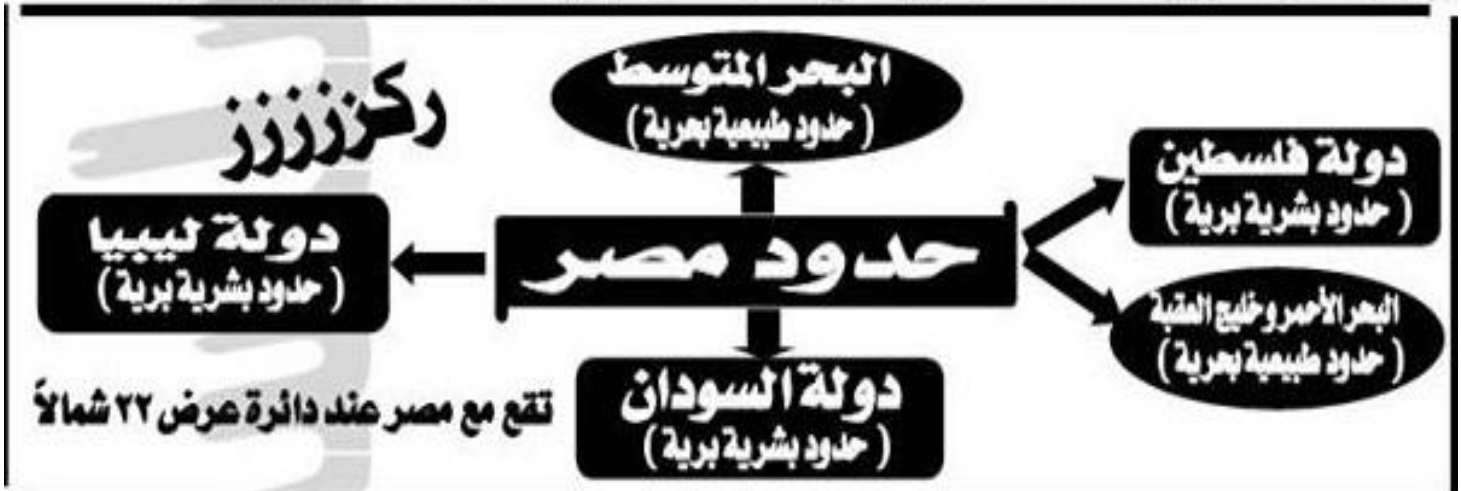 البحر المتوسط
( حدود طبيعية بحرية )
ركزززز
دولة فلسطين
( حدود بشرية برية )
حدود مصر
دولة ليبيا
( حدود بشرية برية )
البحر الأحمر وخليج العقبة
( حدود طبيعية بحرية )
دولة السودان
( حدود بشرية برية )
تقع مع مصر عند دائرة عرض ٢٢ شمالاً